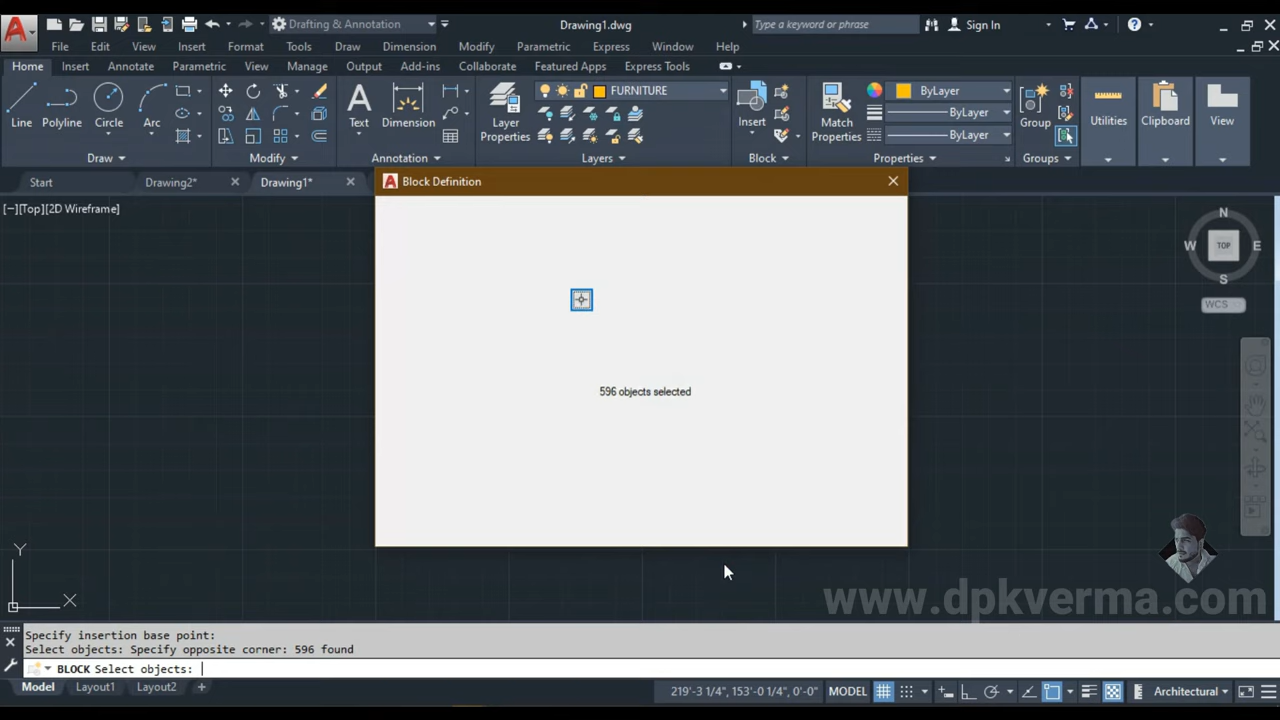 Drafting & Annotation
Drawing1.dwg
Type a keyword or phrase
Sign In
File Edit View Insert Format Tools Draw Dimension Modify Parametric Express Window Help
Home Insert Annotate Parametric View Manage Output Add-ins Collaborate Featured Apps Express Tools
FURNITURE
ByLayer
Line Polyline Circle Arc
Text Dimension
Layer Properties
Insert
Match Properties
ByLayer
ByLayer
Group
Utilities
Clipboard
View
Draw Modify Annotation Layers Block Properties Groups
Start Drawing2* Drawing1*
Block Definition
[−][Top][2D Wireframe]
N
W TOP E
S
WCS
596 objects selected
Y
X
www.dpkverma.com
Specify insertion base point:
Select objects: Specify opposite corner: 596 found
BLOCK Select objects:
Model Layout1 Layout2 +
219'-3 1/4", 153'-0 1/4", 0'-0" MODEL
Architectural